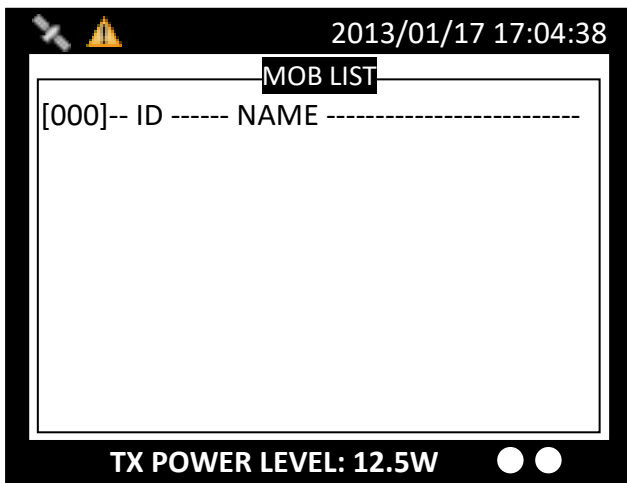 2013/01/17 17:04:38
MOB LIST
[000]-- ID ------ NAME --------------------------
TX POWER LEVEL: 12.5W